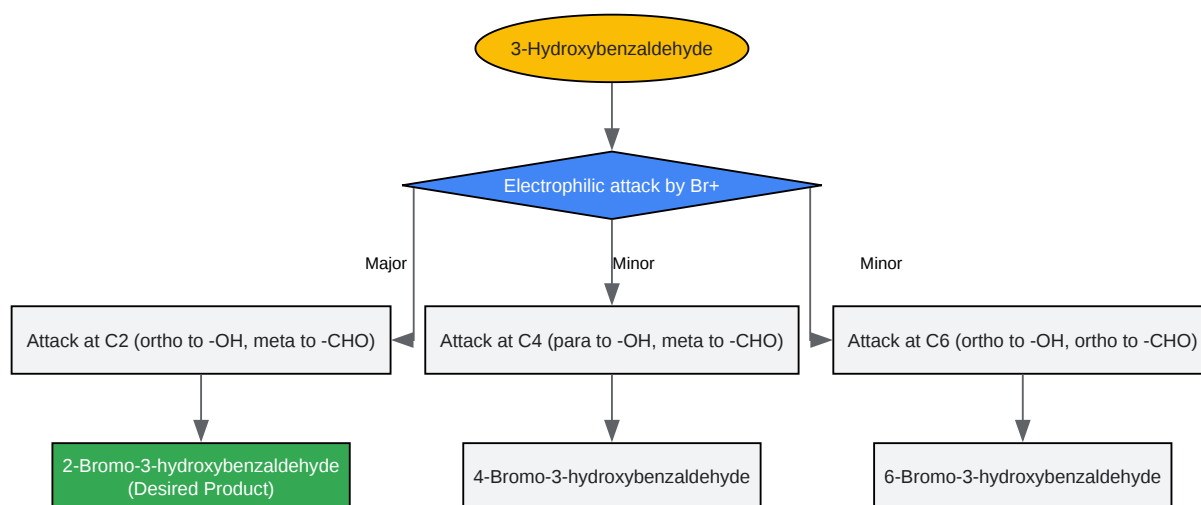 3-Hydroxybenzaldehyde
Electrophilic attack by Br+
Major
Minor
Minor
Attack at C2 (ortho to -OH, meta to -CHO)
Attack at C4 (para to -OH, meta to -CHO)
Attack at C6 (ortho to -OH, ortho to -CHO)
2-Bromo-3-hydroxybenzaldehyde
(Desired Product)
4-Bromo-3-hydroxybenzaldehyde
6-Bromo-3-hydroxybenzaldehyde